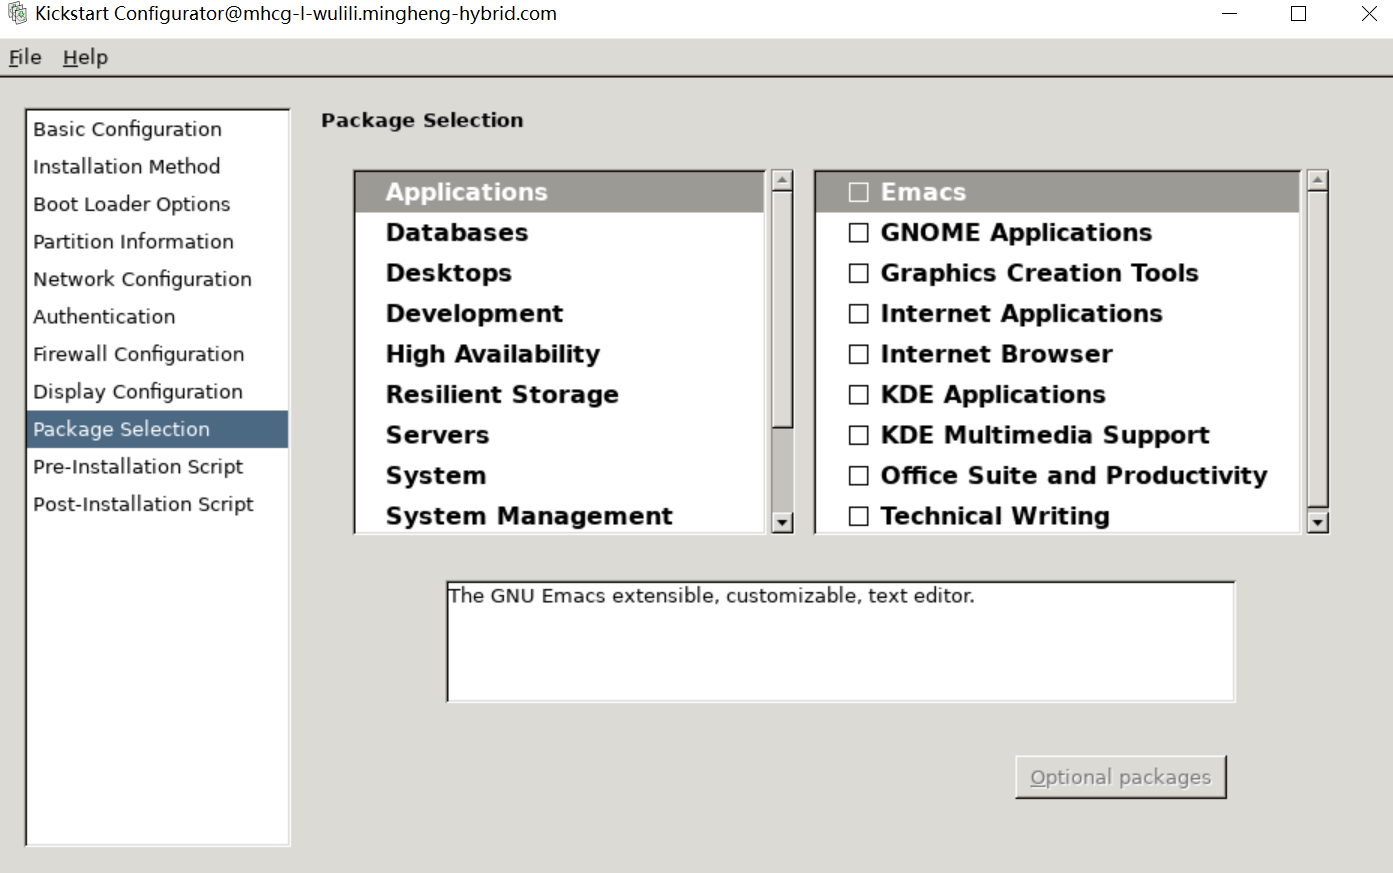 Kickstart Configurator@mhcg-l-wulili.mingheng-hybrid.com
File Help
Basic Configuration
Installation Method
Boot Loader Options
Partition Information
Network Configuration
Authentication
Firewall Configuration
Display Configuration
Package Selection
Pre-Installation Script
Post-Installation Script
Package Selection
Applications
Databases
Desktops
Development
High Availability
Resilient Storage
Servers
System
System Management
Emacs
GNOME Applications
Graphics Creation Tools
Internet Applications
Internet Browser
KDE Applications
KDE Multimedia Support
Office Suite and Productivity
Technical Writing
The GNU Emacs extensible, customizable, text editor.
Optional packages